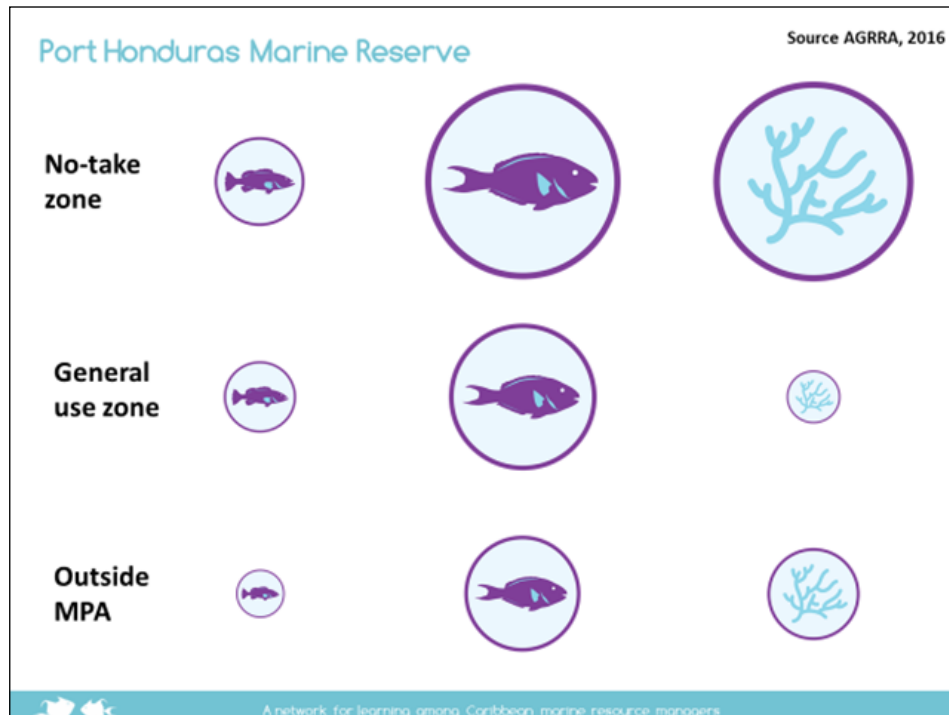 Port Honduras Marine Reserve
Source AGRRA, 2016
No-take
zone
General
use zone
Outside
MPA
A network for learning among Caribbean marine resource managers